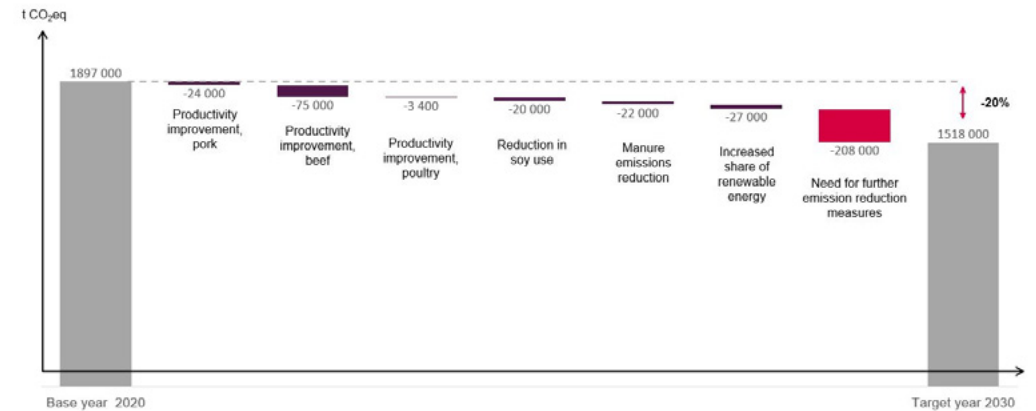 t CO₂eq
1897 000
-24 000
Productivity
improvement,
pork
-75 000
Productivity
improvement,
beef
-3 400
Productivity
improvement,
poultry
-20 000
Reduction in
soy use
-22 000
Manure
emissions
reduction
-27 000
Increased
share of
renewable
energy
-208 000
Need for further
emission reduction
measures
-20%
1518 000
Base year 2020
Target year 2030